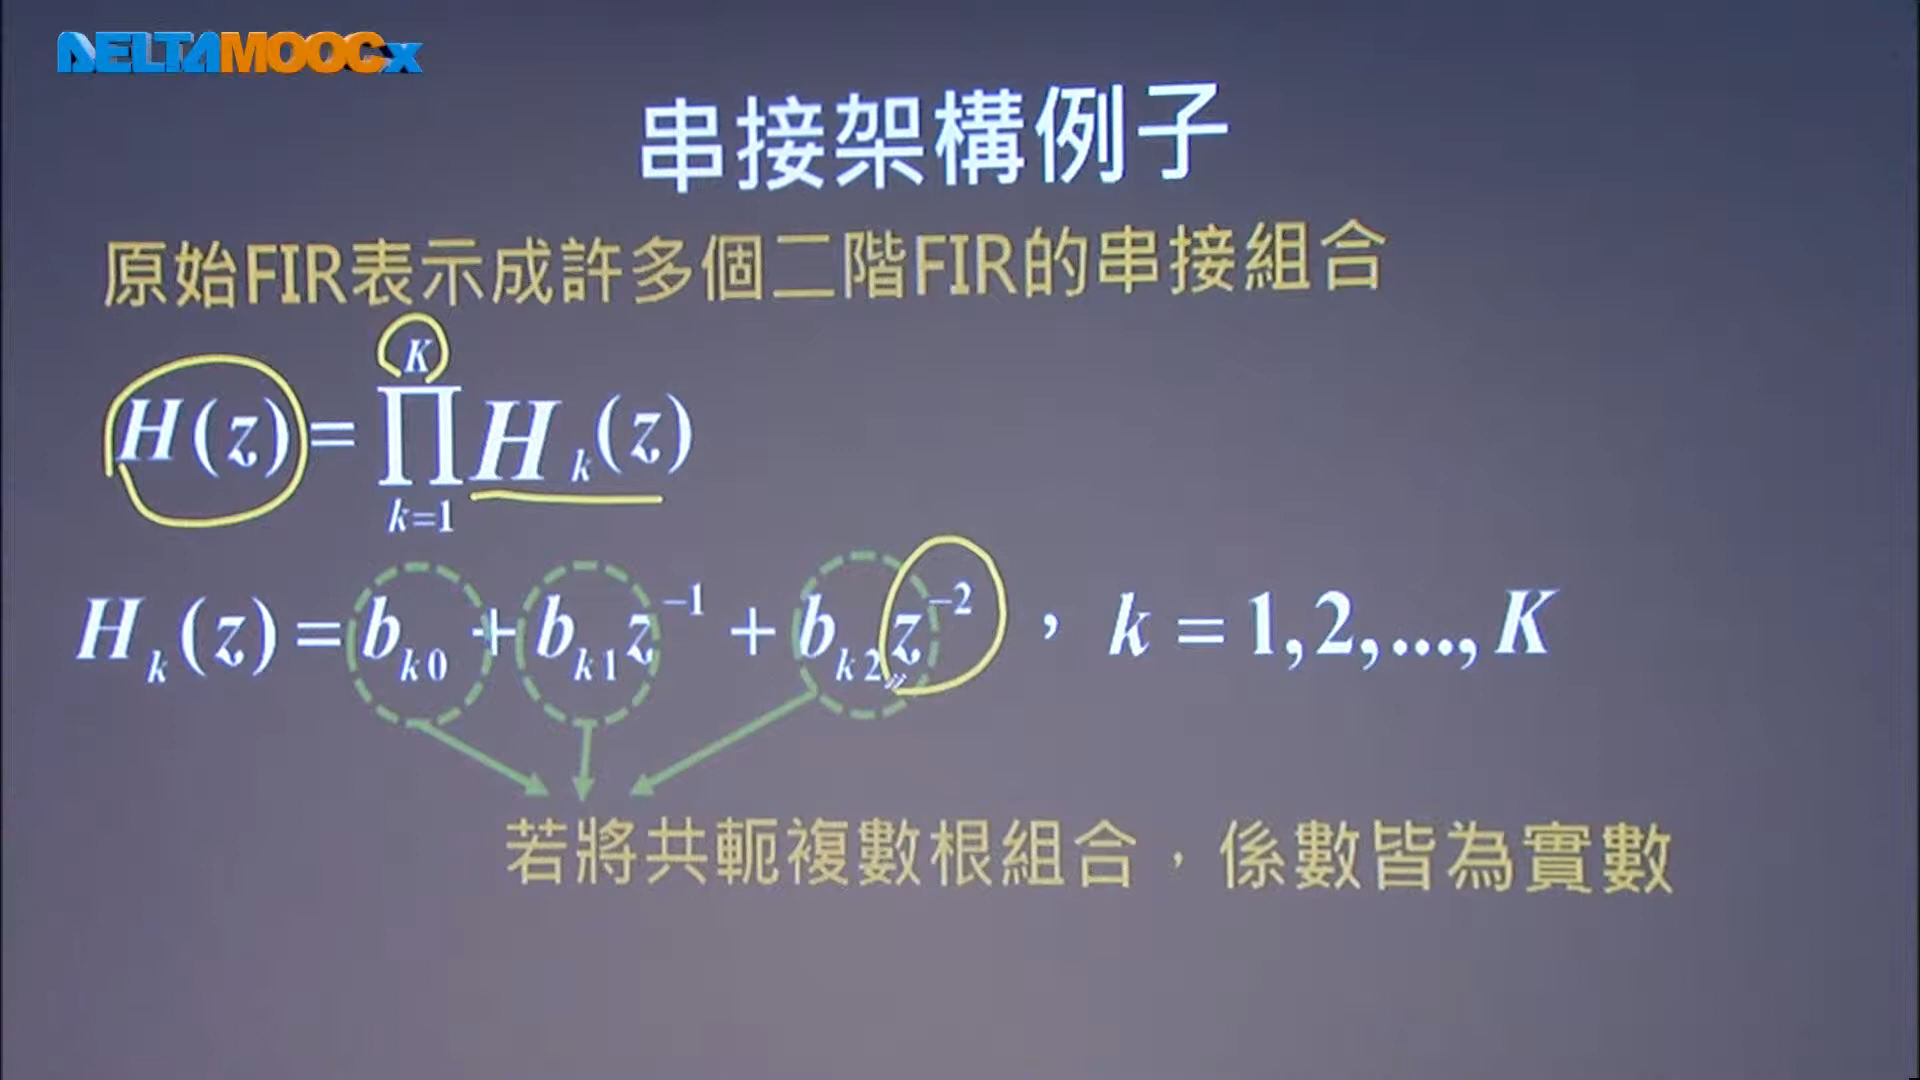 DELTAMOOCx
串接架構例子
原始FIR表示成許多個二階FIR的串接組合
H(z)=∏_{k=1}^{K} H_k(z)
H_k(z)=b_{k0}+b_{k1}z^{-1}+b_{k2}z^{-2}，k=1,2,...,K
若將共軛複數根組合，係數皆為實數